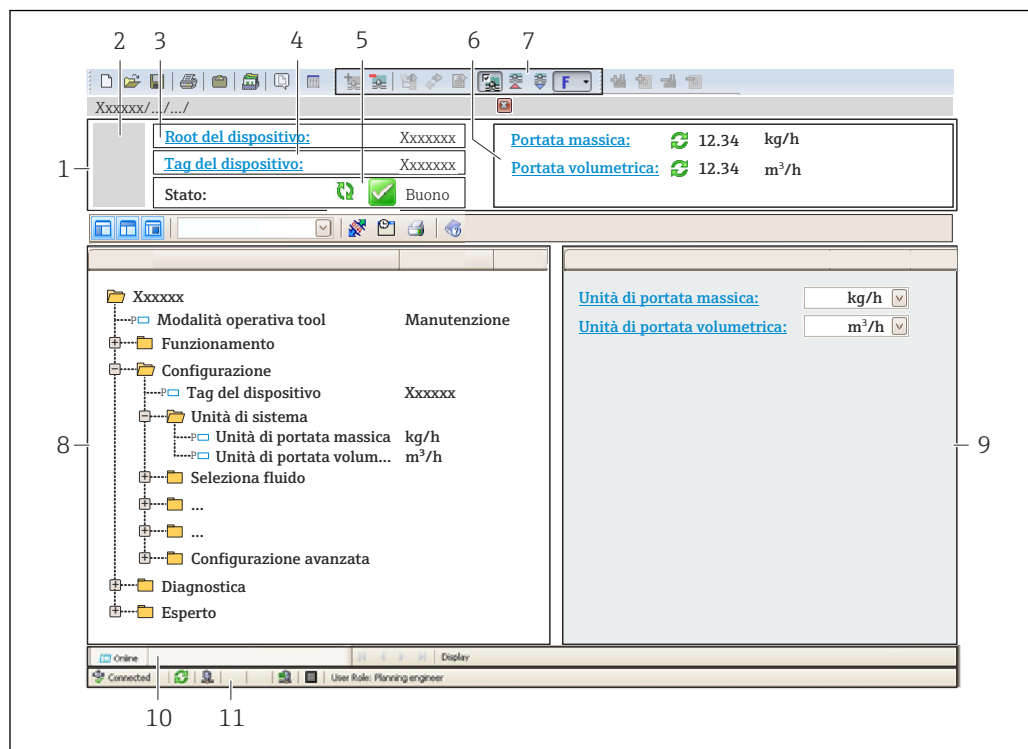 2 3 4 5 6 7
F
Xxxxxx/.../.../
1
Root del dispositivo: Xxxxxxx
Tag del dispositivo: Xxxxxxx
Stato: Buono
Portata massica: 12.34 kg/h
Portata volumetrica: 12.34 m³/h
Xxxxxx
P Modalità operativa tool Manutenzione
Funzionamento
Configurazione
P Tag del dispositivo Xxxxxx
Unità di sistema
P Unità di portata massica kg/h
P Unità di portata volum... m³/h
Seleziona fluido
...
...
Configurazione avanzata
Diagnostica
Esperto
8
Unità di portata massica: kg/h
Unità di portata volumetrica: m³/h
9
Online Display
Connected User Role: Planning engineer
10 11